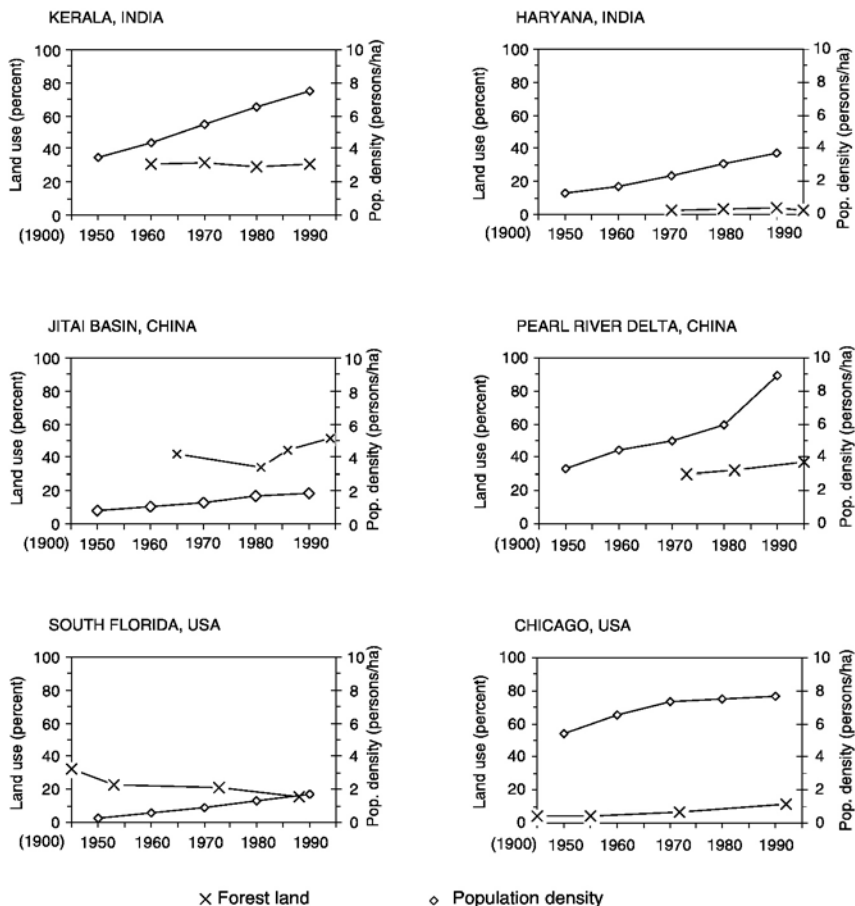 KERALA, INDIA
Land use (percent)
100
80
60
40
20
0
10
8
6
4
2
0
Pop. density (persons/ha)
(1900) 1950 1960 1970 1980 1990
HARYANA, INDIA
Land use (percent)
100
80
60
40
20
0
10
8
6
4
2
0
Pop. density (persons/ha)
(1900) 1950 1960 1970 1980 1990
JITAI BASIN, CHINA
Land use (percent)
100
80
60
40
20
0
10
8
6
4
2
0
Pop. density (persons/ha)
(1900) 1950 1960 1970 1980 1990
PEARL RIVER DELTA, CHINA
Land use (percent)
100
80
60
40
20
0
10
8
6
4
2
0
Pop. density (persons/ha)
(1900) 1950 1960 1970 1980 1990
SOUTH FLORIDA, USA
Land use (percent)
100
80
60
40
20
0
10
8
6
4
2
0
Pop. density (persons/ha)
(1900) 1950 1960 1970 1980 1990
CHICAGO, USA
Land use (percent)
100
80
60
40
20
0
10
8
6
4
2
0
Pop. density (persons/ha)
(1900) 1950 1960 1970 1980 1990
Forest land
Population density